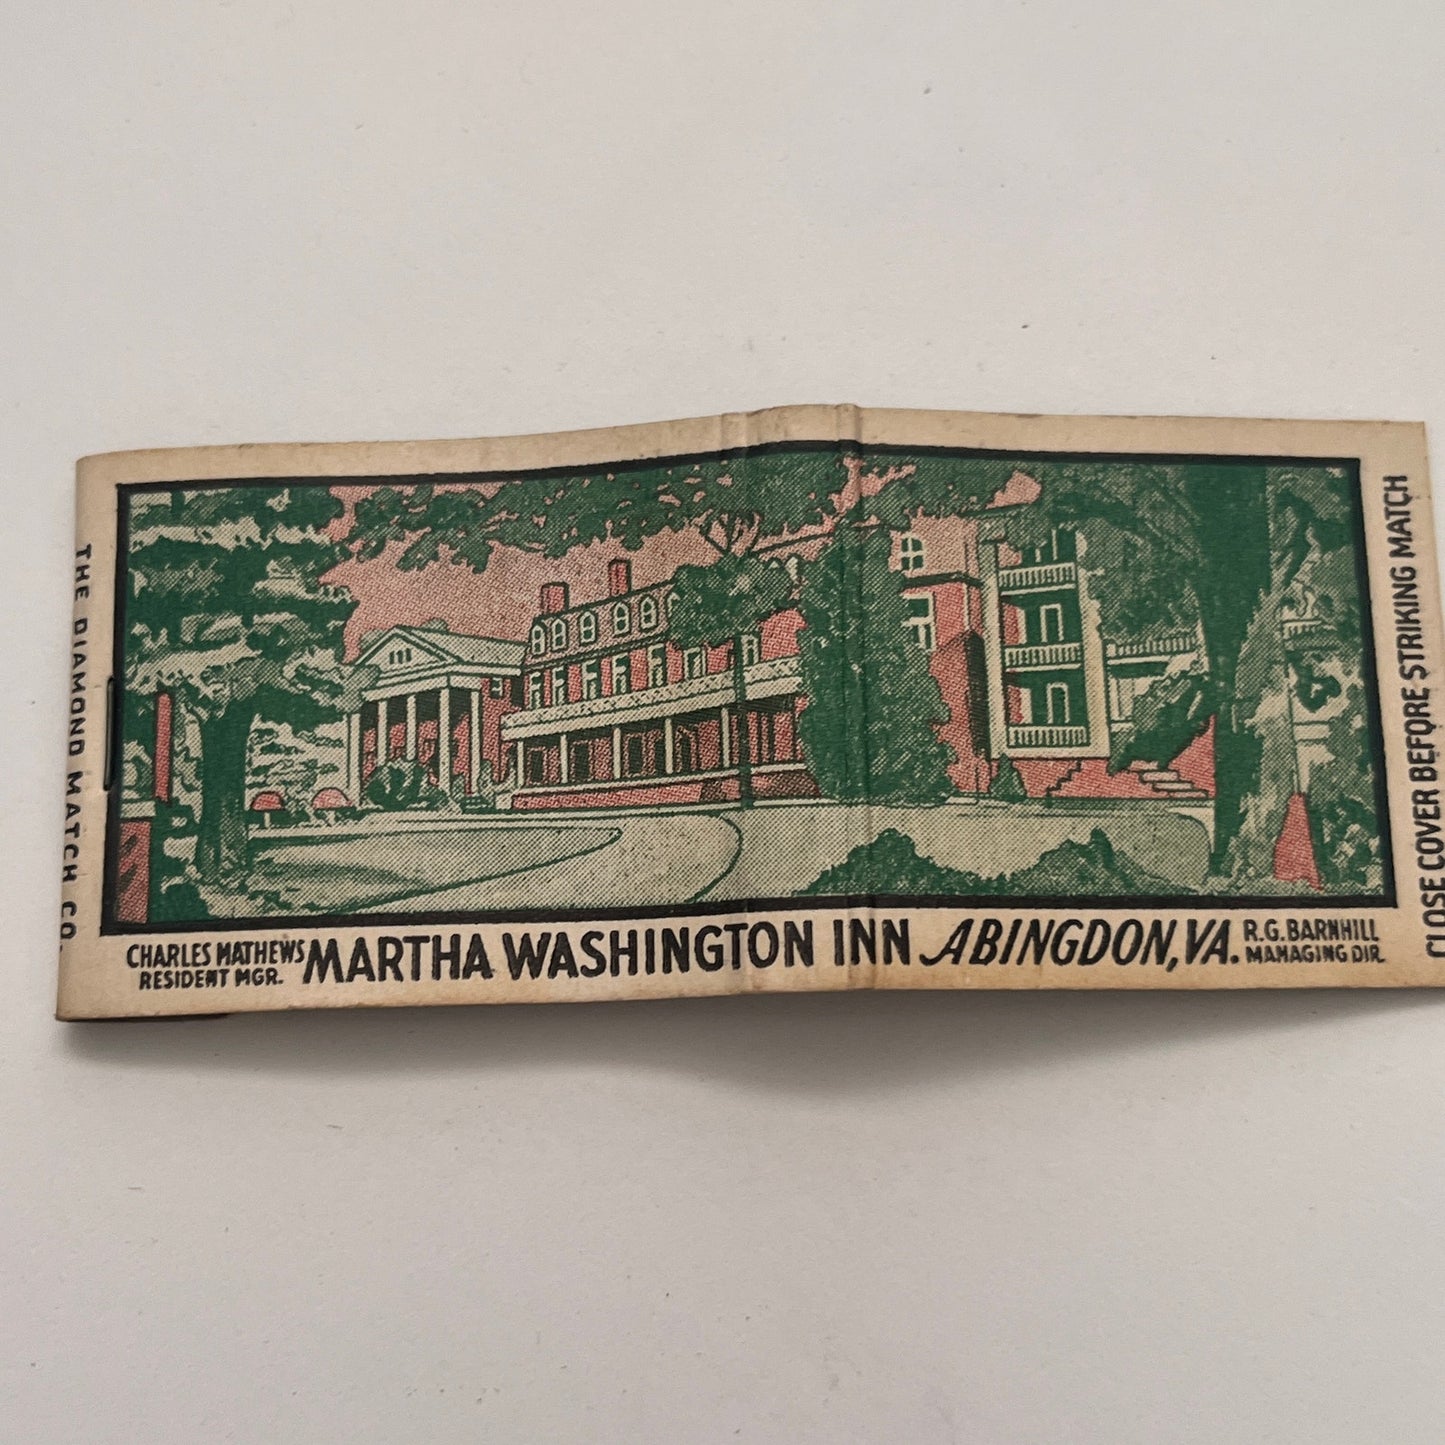 THE DIAMOND MATCH CO.
CHARLES MATHEWS
RESIDENT MGR.
MARTHA WASHINGTON INN ABINGDON, VA.
R.G. BARNHILL
MANAGING DIR.
CLOSE COVER BEFORE STRIKING MATCH